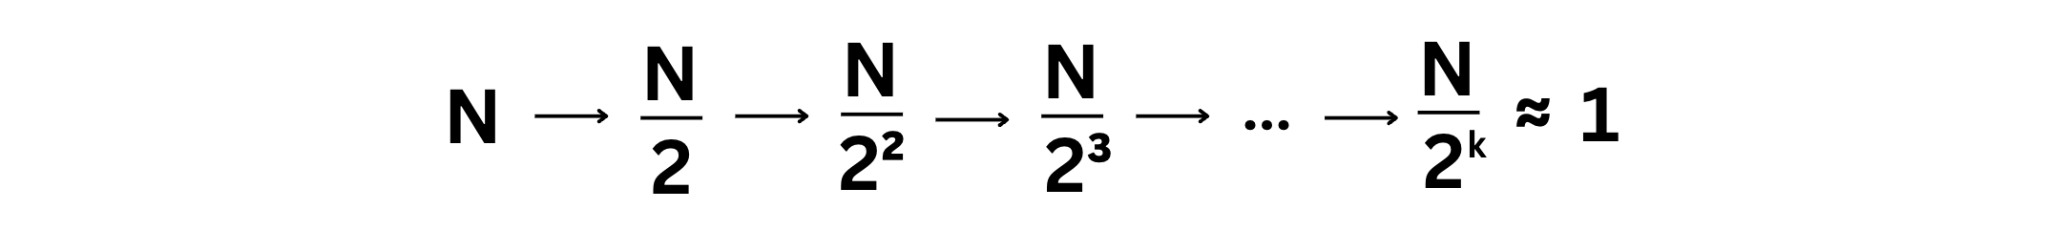 N → N/2 → N/2² → N/2³ → ... → N/2ᵏ ≈ 1